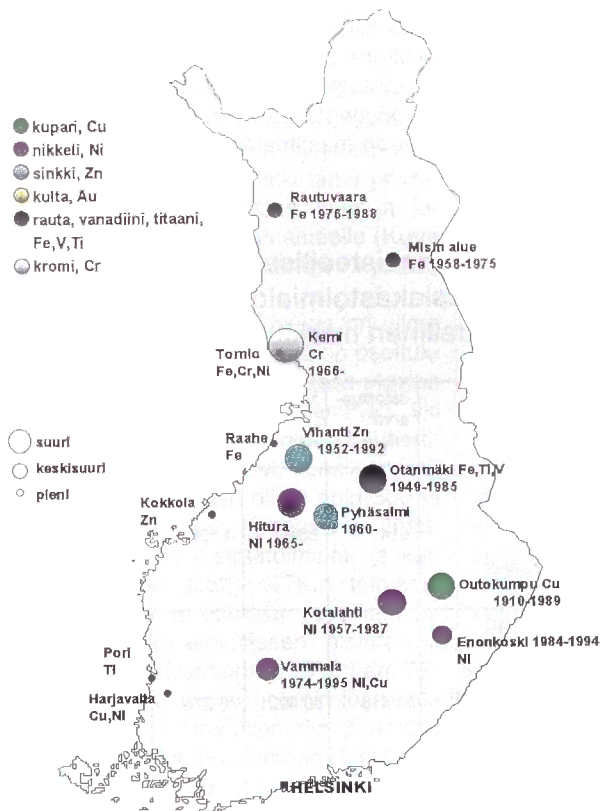 kupari, Cu
nikkeli, Ni
sinkki, Zn
kulta, Au
rauta, vanadiini, titaani,
Fe,V,Ti
kromi, Cr
suuri
keskisuuri
pieni
Rautuvaara
Fe 1976-1988
Misin alue
Fe 1958-1975
Kemi
Cr
1966-
Tornio
Fe,Cr,Ni
Raahe
Fe
Vihanti Zn
1952-1992
Otanmäki Fe,Ti,V
1949-1985
Kokkola
Zn
Hitura
Ni 1965-
Pyhäsalmi
1960-
Outokumpu Cu
1910-1989
Kotalahti
Ni 1957-1987
Enonkoski 1984-1994
Ni
Pori
Ti
Vammala
1974-1995 Ni,Cu
Harjavalta
Cu,Ni
HELSINKI